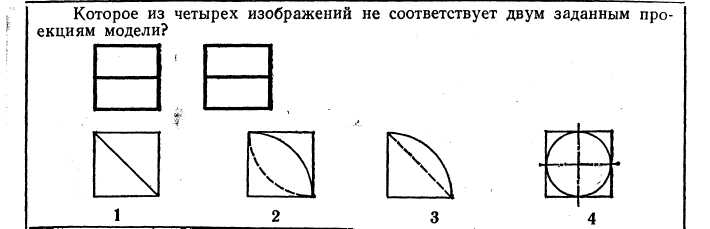 Которое из четырех изображений не соответствует двум заданным про-
екциям модели?
1 2 3 4